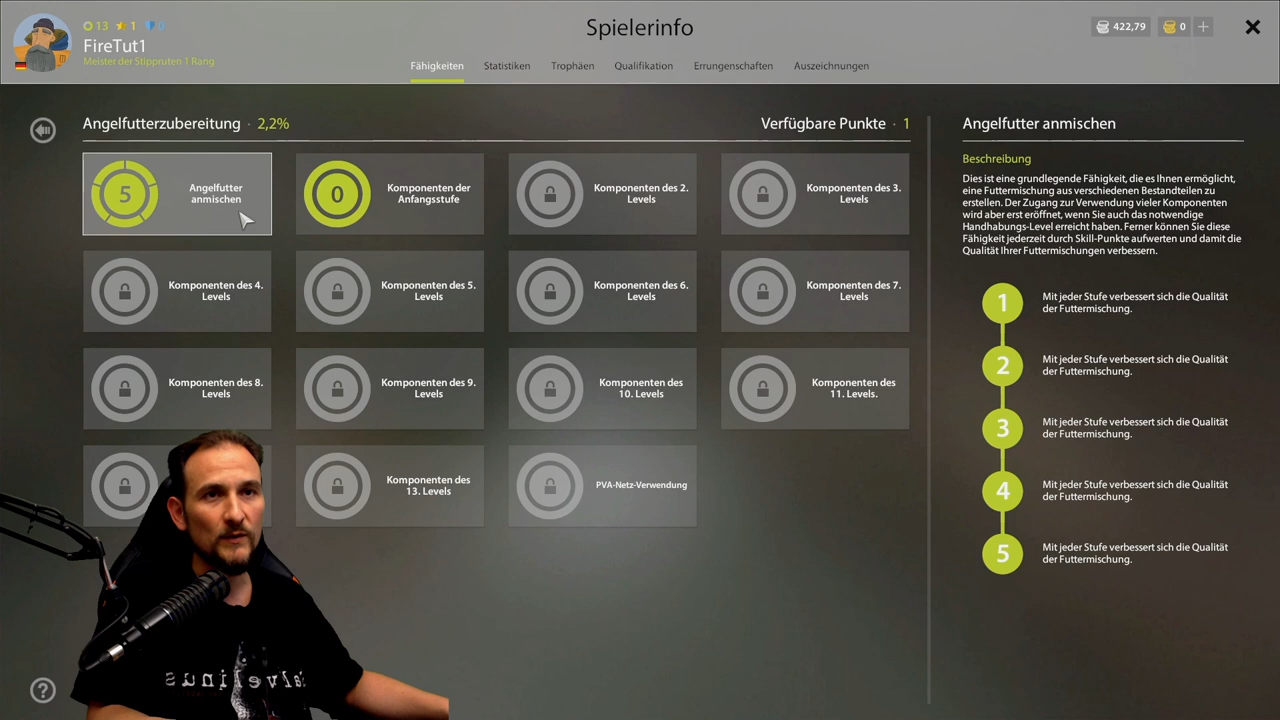 13 1 0
FireTut1
Meister der Stippruten 1 Rang
Spielerinfo
422,79 0
Fähigkeiten Statistiken Trophäen Qualifikation Errungenschaften Auszeichnungen
Angelfutterzubereitung · 2,2%
Verfügbare Punkte · 1
5 Angelfutter
anmischen
0 Komponenten der
Anfangsstufe
Komponenten des 2.
Levels
Komponenten des 3.
Levels
Komponenten des 4.
Levels
Komponenten des 5.
Levels
Komponenten des 6.
Levels
Komponenten des 7.
Levels
Komponenten des 8.
Levels
Komponenten des 9.
Levels
Komponenten des
10. Levels
Komponenten des
11. Levels.
Komponenten des
13. Levels
PVA-Netz-Verwendung
Angelfutter anmischen
Beschreibung
Dies ist eine grundlegende Fähigkeit, die es Ihnen ermöglicht,
eine Futtermischung aus verschiedenen Bestandteilen zu
erstellen. Der Zugang zur Verwendung vieler Komponenten
wird aber erst eröffnet, wenn Sie auch das notwendige
Handhabungs-Level erreicht haben. Ferner können Sie diese
Fähigkeit jederzeit durch Skill-Punkte aufwerten und damit die
Qualität Ihrer Futtermischungen verbessern.
1 Mit jeder Stufe verbessert sich die Qualität
der Futtermischung.
2 Mit jeder Stufe verbessert sich die Qualität
der Futtermischung.
3 Mit jeder Stufe verbessert sich die Qualität
der Futtermischung.
4 Mit jeder Stufe verbessert sich die Qualität
der Futtermischung.
5 Mit jeder Stufe verbessert sich die Qualität
der Futtermischung.
Salvelinus
?